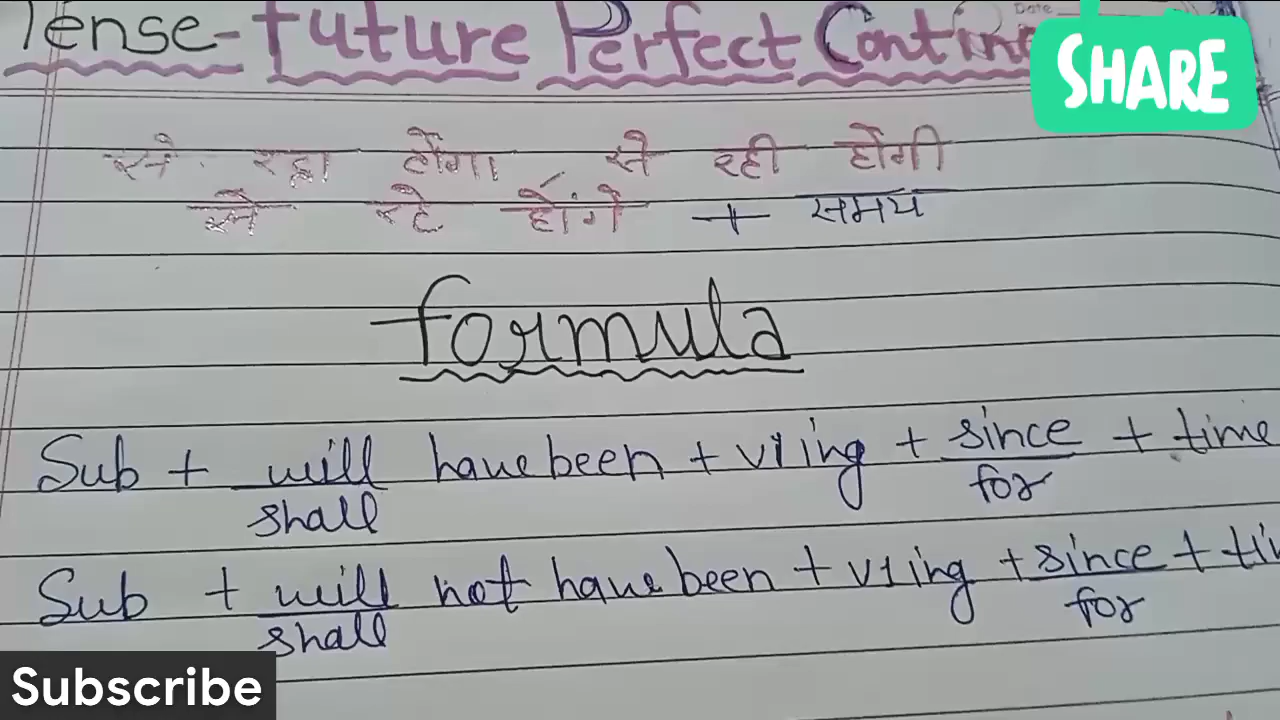 Tense-Future Perfect Contin
SHARE
से रहा होगा से रही होगी
से रहे होंगे + समय
Formula
Sub + will have been + v1 ing + since + time
shall for
Sub + will not have been + v1 ing + since + tim
shall for
Subscribe